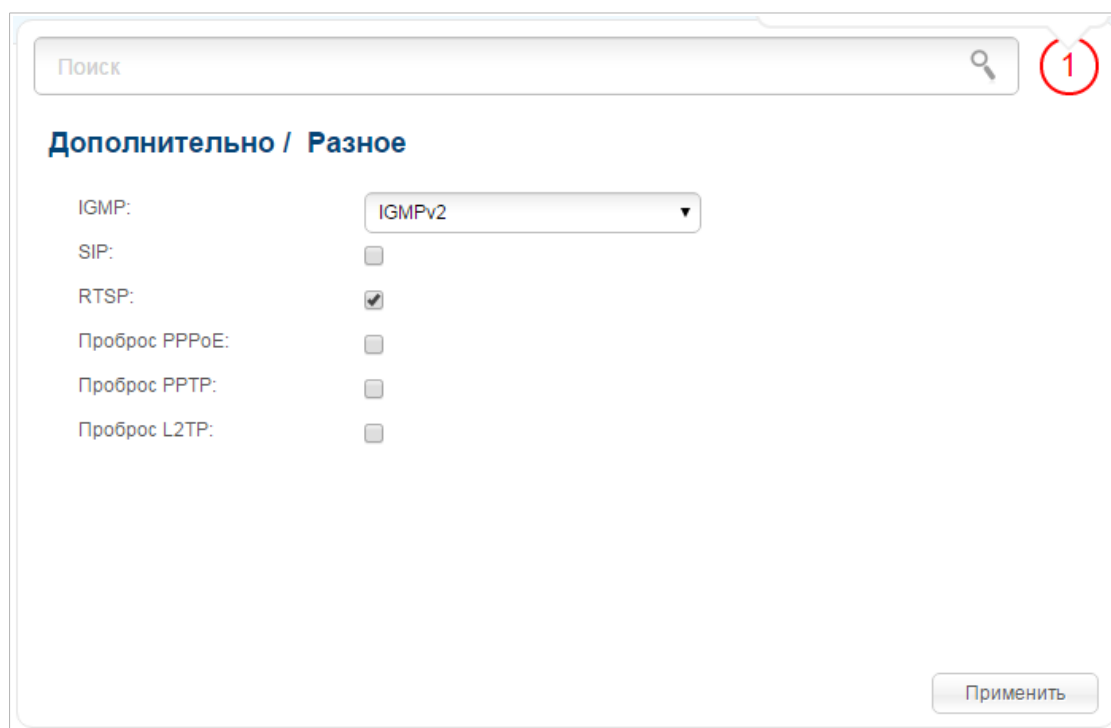 Поиск
1
Дополнительно / Разное
IGMP: IGMPv2
SIP:
RTSP:
Проброс PPPoE:
Проброс PPTP:
Проброс L2TP:
Применить